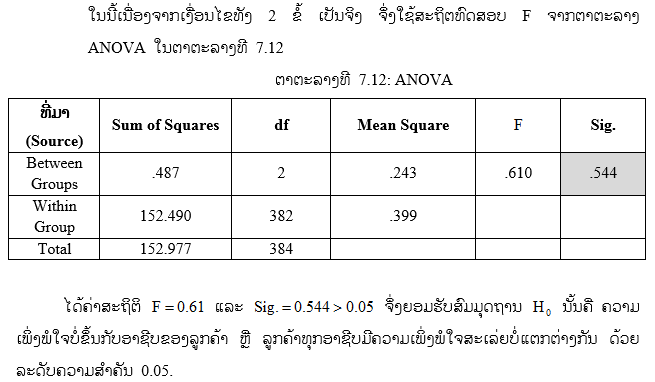 ໃນນີ້ເນື່ອງຈາກເງື່ອນໄຂທັງ 2 ຂໍ້ ເປັນຈິງ ຈຶ່ງໃຊ້ສະຖິຕທົດສອບ F ຈາກຕາຕະລາງ
ANOVA ໃນຕາຕະລາງທີ 7.12
ຕາຕະລາງທີ 7.12: ANOVA
ທີ່ມາ (Source) Sum of Squares df Mean Square F Sig.
Between Groups .487 2 .243 .610 .544
Within Group 152.490 382 .399
Total 152.977 384
ໄດ້ຄ່າສະຖິຕິ F = 0.61 ແລະ Sig. = 0.544 > 0.05 ຈຶ່ງຍອມຮັບສົມມຸດຖານ H₀ ນັ້ນຄື ຄວາມ
ເພິ່ງພໍໃຈບໍ່ຂຶ້ນກັບອາຊີບຂອງລູກຄ້າ ຫຼື ລູກຄ້າທຸກອາຊີບມີຄວາມເພິ່ງພໍໃຈສະເລ່ຍບໍ່ແຕກຕ່າງກັນ ດ້ວຍ
ລະດັບຄວາມສຳຄັນ 0.05.